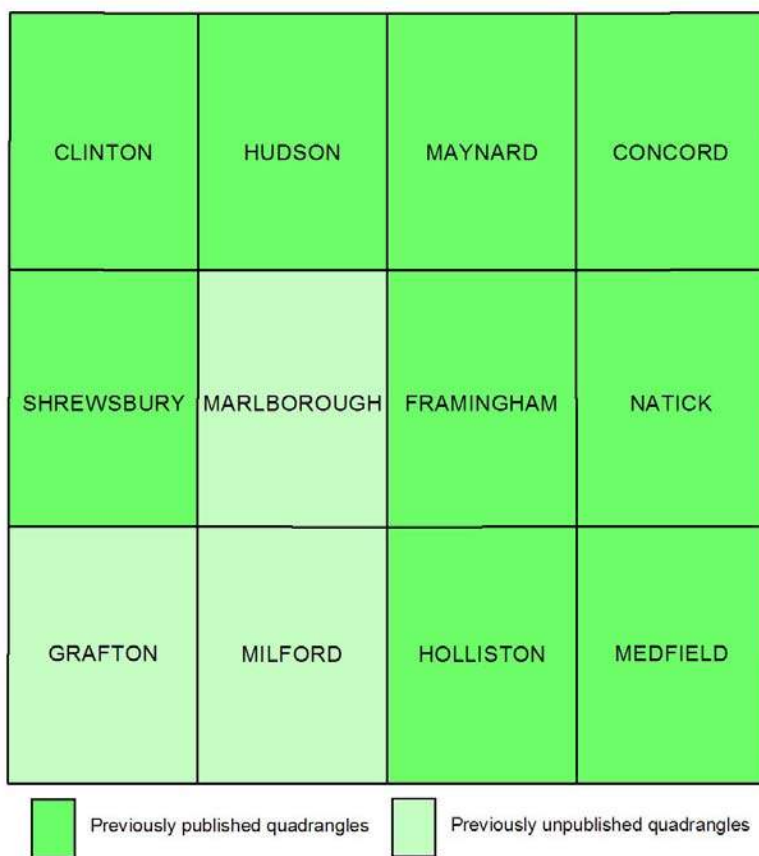 CLINTON HUDSON MAYNARD CONCORD
SHREWSBURY MARLBOROUGH FRAMINGHAM NATICK
GRAFTON MILFORD HOLLISTON MEDFIELD
Previously published quadrangles Previously unpublished quadrangles